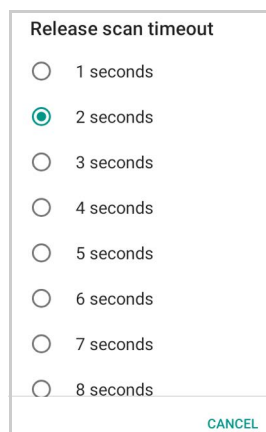 Release scan timeout
1 seconds
2 seconds
3 seconds
4 seconds
5 seconds
6 seconds
7 seconds
8 seconds
CANCEL